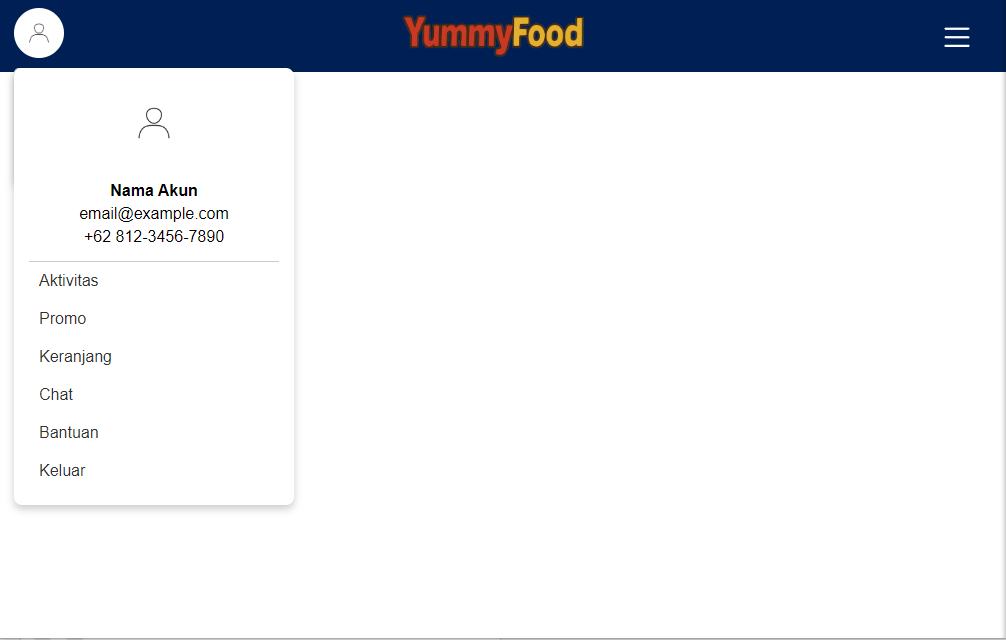 YummyFood
Nama Akun
email@example.com
+62 812-3456-7890
Aktivitas
Promo
Keranjang
Chat
Bantuan
Keluar